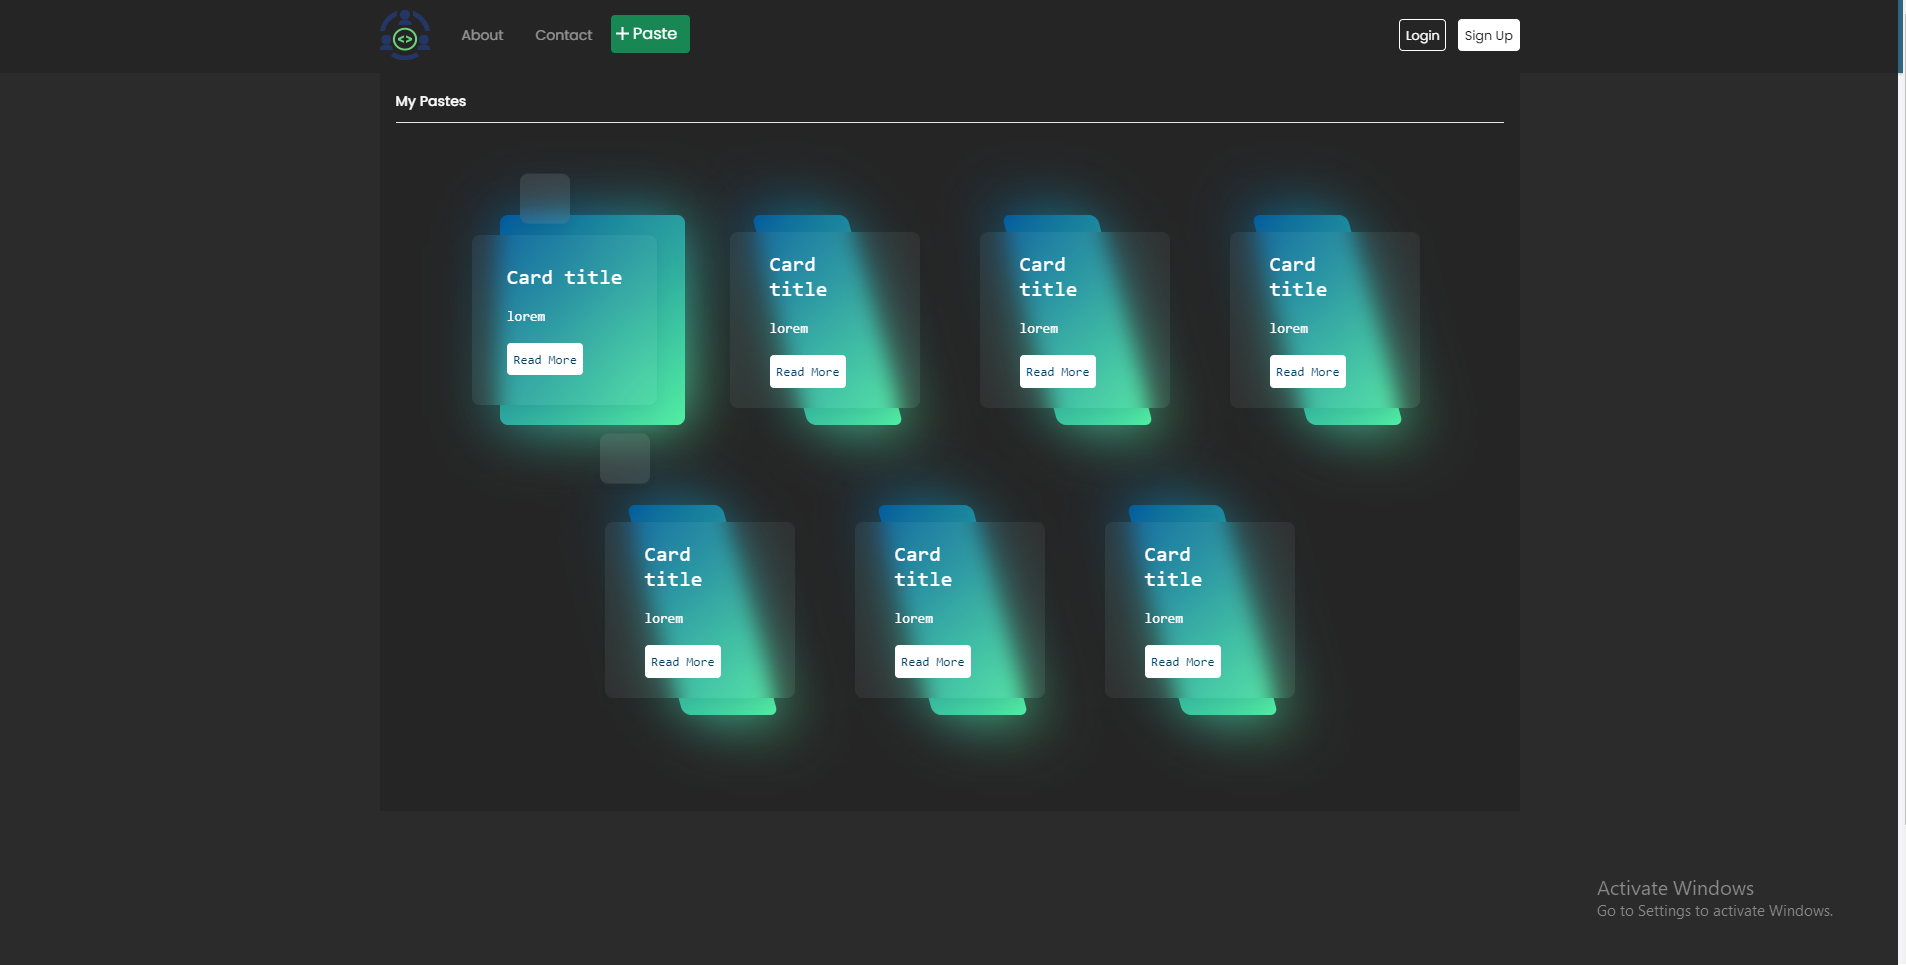 <>
About
Contact
+ Paste
Login
Sign Up
My Pastes
Card title
lorem
Read More
Card
title
lorem
Read More
Card
title
lorem
Read More
Card
title
lorem
Read More
Card
title
lorem
Read More
Card
title
lorem
Read More
Card
title
lorem
Read More
Activate Windows
Go to Settings to activate Windows.